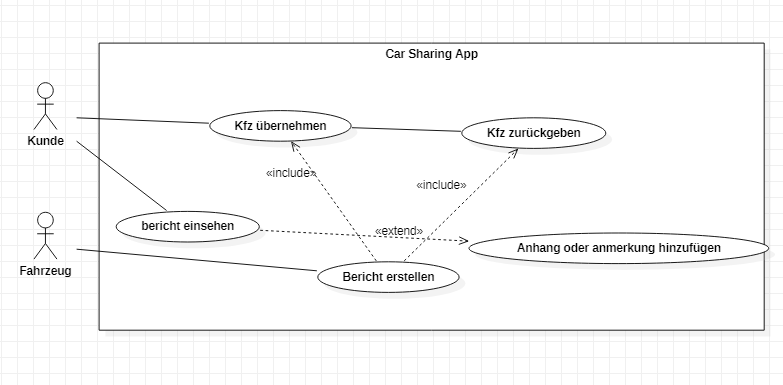 Car Sharing App
Kfz übernehmen
Kfz zurückgeben
Kunde
«include»
«include»
bericht einsehen
«extend»
Anhang oder anmerkung hinzufügen
Fahrzeug
Bericht erstellen